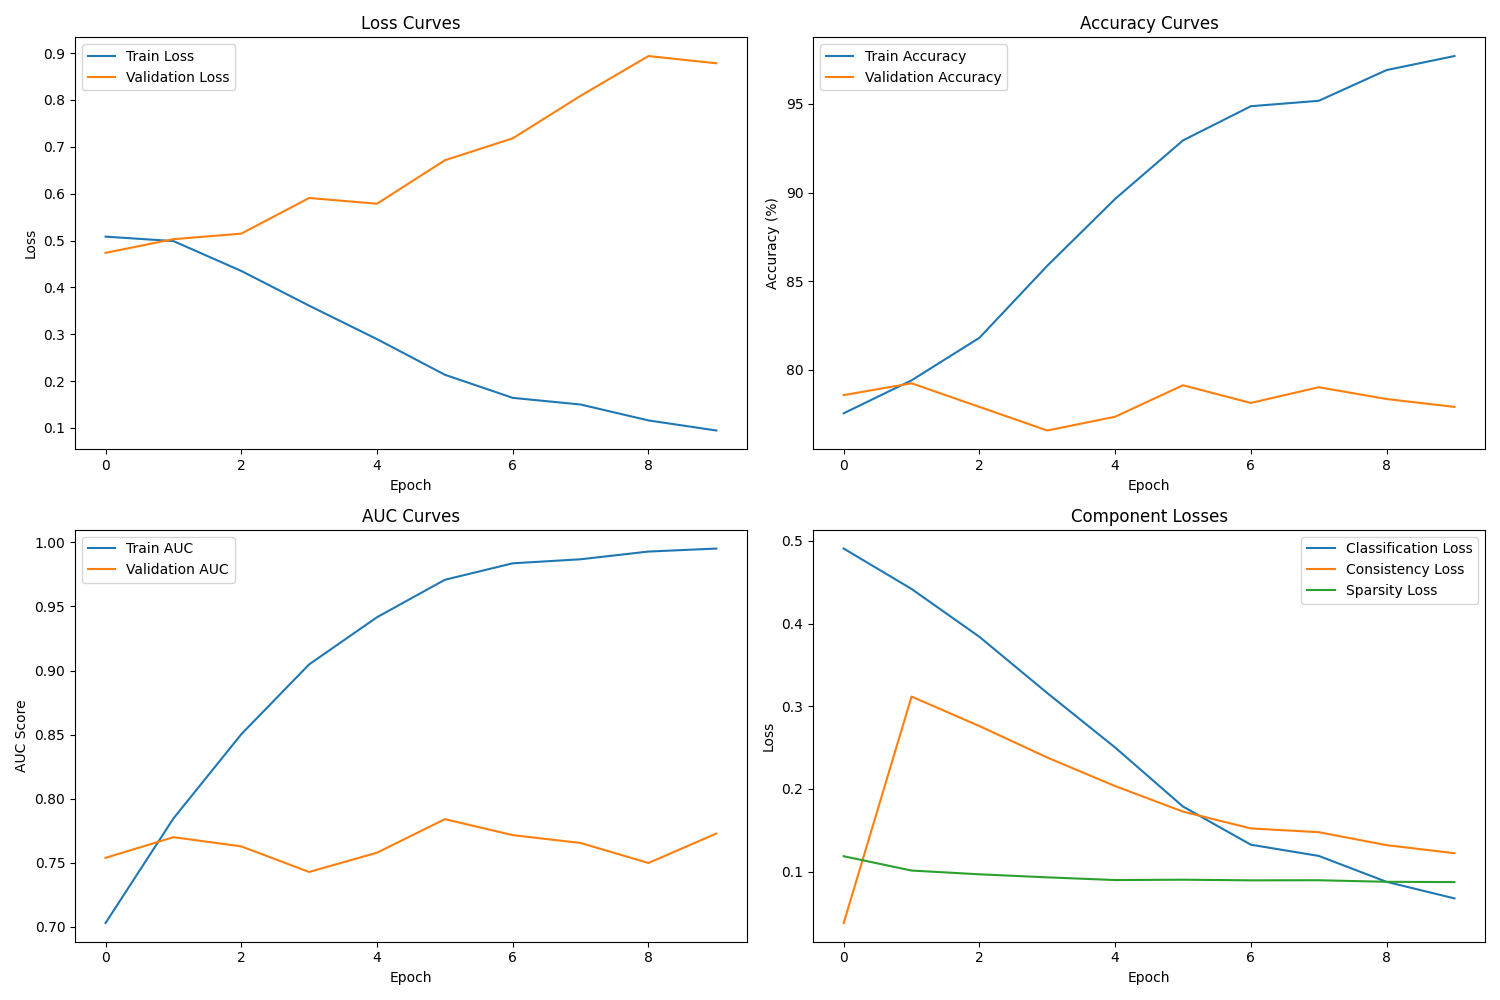 Loss Curves
Train Loss
Validation Loss
0.9
0.8
0.7
0.6
0.5
0.4
0.3
0.2
0.1
Loss
0 2 4 6 8
Epoch
Accuracy Curves
Train Accuracy
Validation Accuracy
95
90
85
80
Accuracy (%)
0 2 4 6 8
Epoch
AUC Curves
Train AUC
Validation AUC
1.00
0.95
0.90
0.85
0.80
0.75
0.70
AUC Score
0 2 4 6 8
Epoch
Component Losses
Classification Loss
Consistency Loss
Sparsity Loss
0.5
0.4
0.3
0.2
0.1
Loss
0 2 4 6 8
Epoch